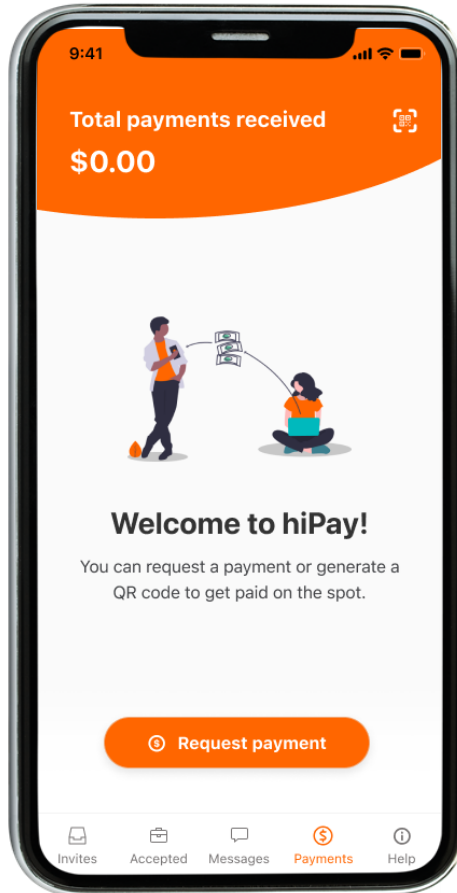 9:41
Total payments received
$0.00
Welcome to hiPay!
You can request a payment or generate a
QR code to get paid on the spot.
Request payment
Invites
Accepted
Messages
Payments
Help